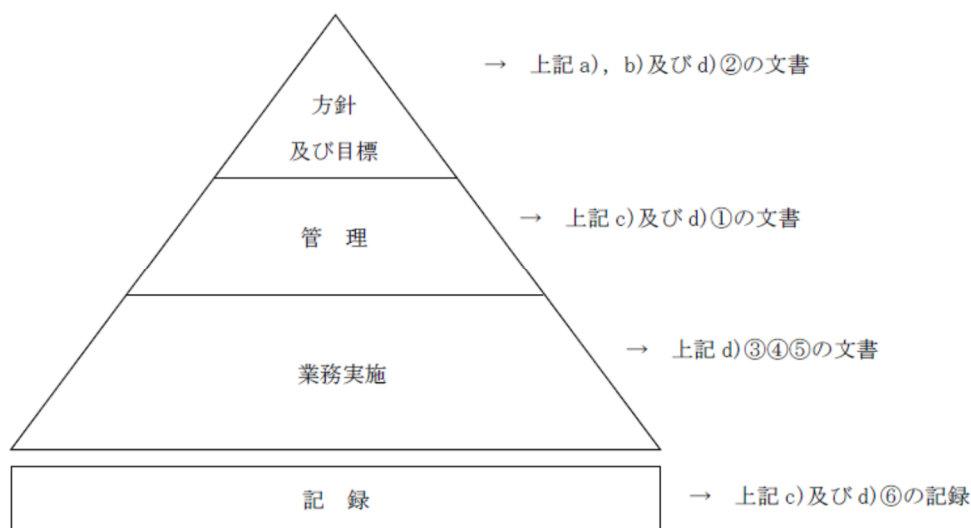 → 上記 a), b)及び d)②の文書
方針
及び目標
→ 上記 c)及び d)①の文書
管 理
→ 上記 d)③④⑤の文書
業務実施
記 録
→ 上記 c)及び d)⑥の記録